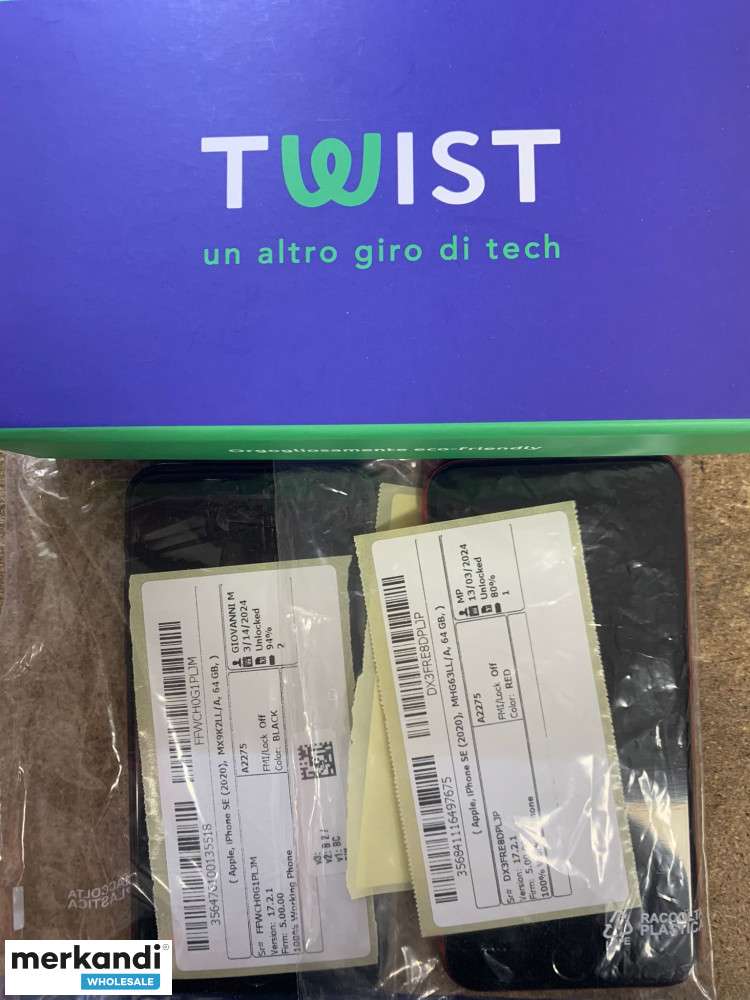 TWIST
un altro giro di tech
Orgogliosamente eco-friendly
FFWCH0G1PLJM
GIOVANNI M
3/14/2024
Unlocked
94%
2
( Apple, iPhone SE (2020), MX9K2LL/A, 64 GB, )
A2275
FMI/Lock Off
Color: BLACK
Sr# FFWCH0G1PLJM
Version: 17.2.1
Firm: 5.00.00
100% Working Phone
V3:
DX3FRE8DPLJP
356841116497675
MP
13/03/2024
Unlocked
80%
1
( Apple, iPhone SE (2020), MHG63LL/A, 64 GB, )
A2275
FMI/Lock Off
Color: RED
Sr# DX3FRE8DPLJP
Version: 17.2.1
RACCOLTA
PLASTICA
merkandi
WHOLESALE